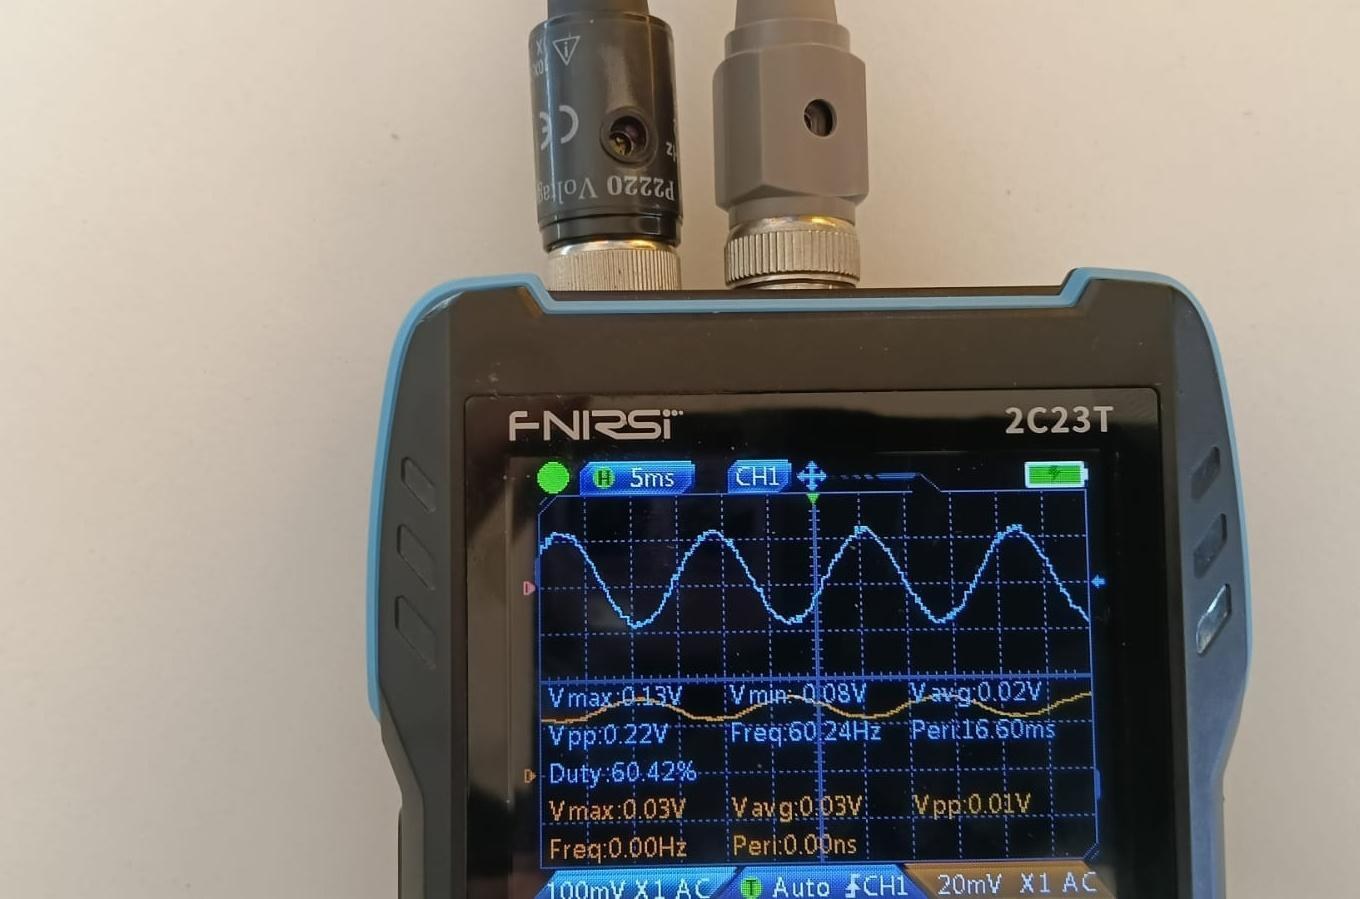 P2220 Voltag
CE
FNIRSI
2C23T
H 5ms CH1
Vmax:0.13V Vmin:-0.08V Vavg:0.02V
Vpp:0.22V Freq:60.24Hz Peri:16.60ms
Duty:60.42%
Vmax:0.03V Vavg:0.03V Vpp:0.01V
Freq:0.00Hz Peri:0.00ns
100mV X1 AC T Auto CH1 20mV X1 AC